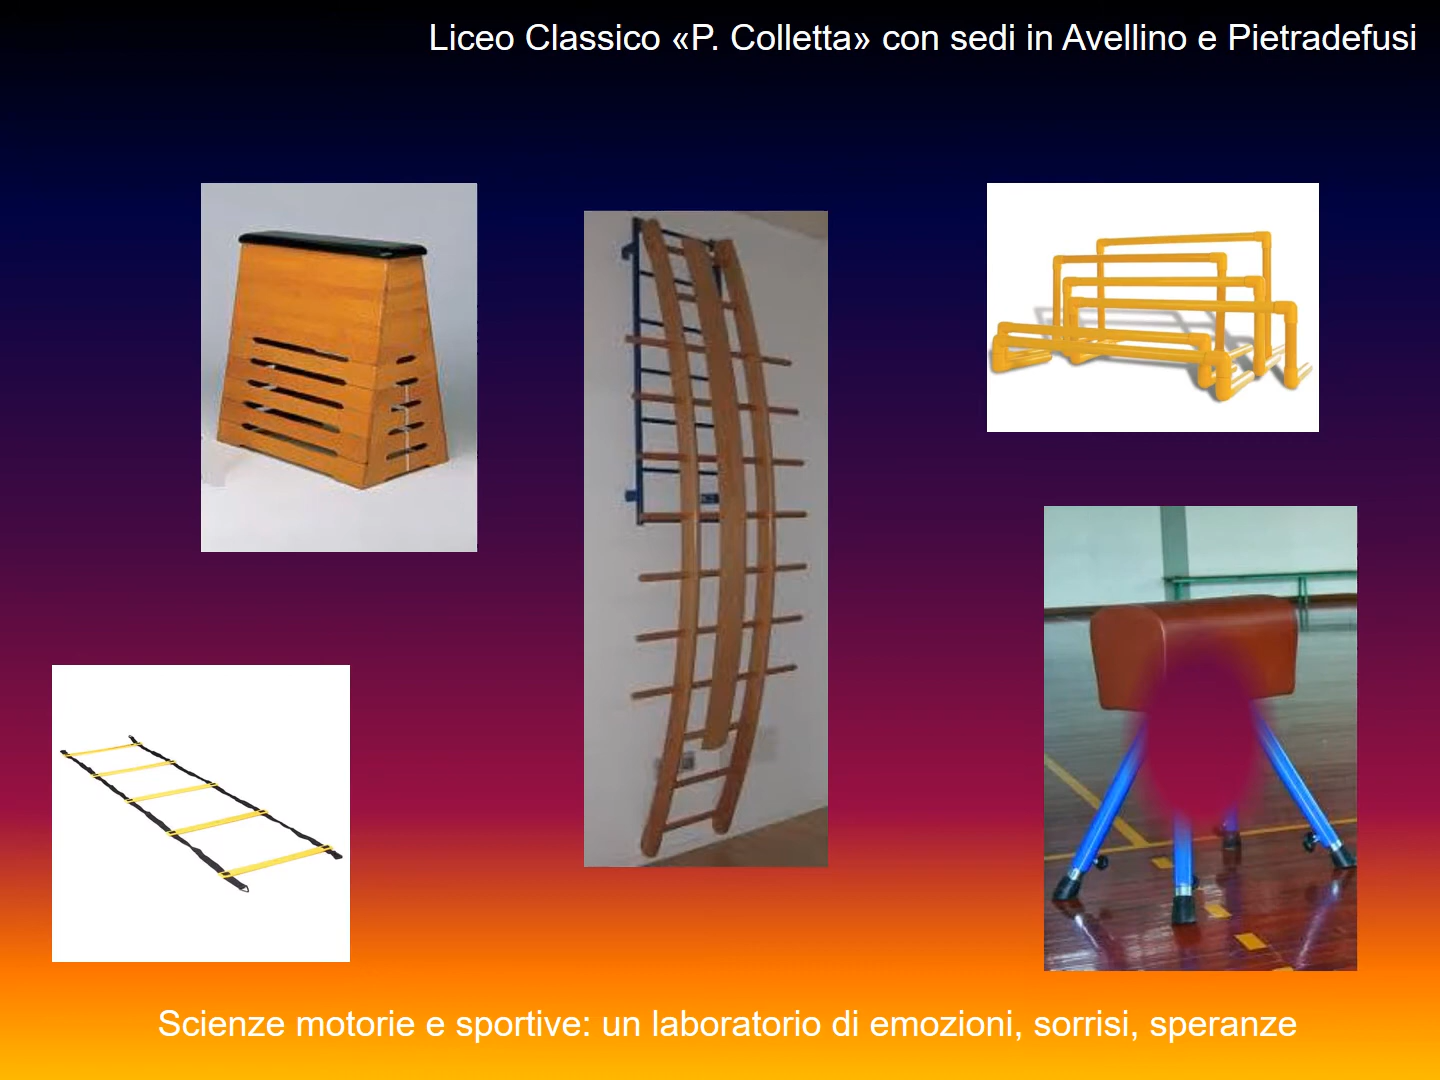 Liceo Classico «P. Colletta» con sedi in Avellino e Pietradefusi
Scienze motorie e sportive: un laboratorio di emozioni, sorrisi, speranze